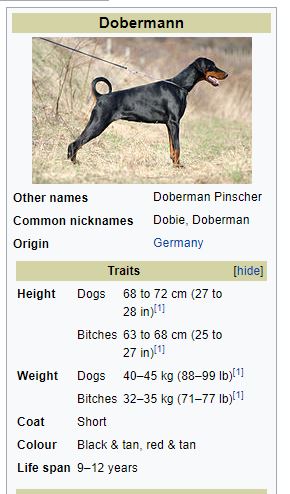 Dobermann
Other names Doberman Pinscher
Common nicknames Dobie, Doberman
Origin Germany
Traits [hide]
Height Dogs 68 to 72 cm (27 to
28 in)[1]
Bitches 63 to 68 cm (25 to
27 in)[1]
Weight Dogs 40–45 kg (88–99 lb)[1]
Bitches 32–35 kg (71–77 lb)[1]
Coat Short
Colour Black & tan, red & tan
Life span 9–12 years